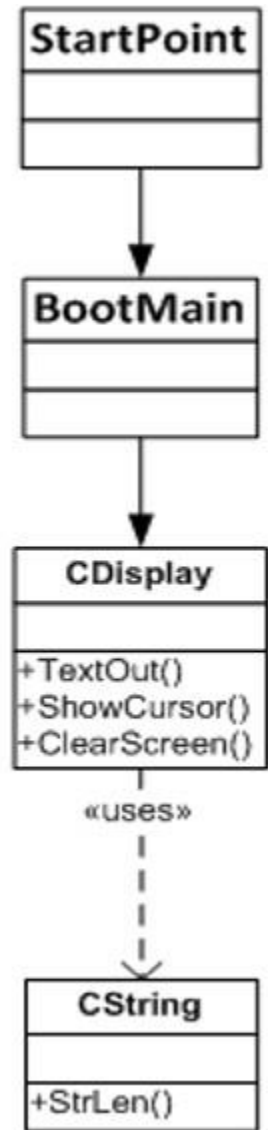 StartPoint
BootMain
CDisplay
+TextOut()
+ShowCursor()
+ClearScreen()
«uses»
CString
+StrLen()